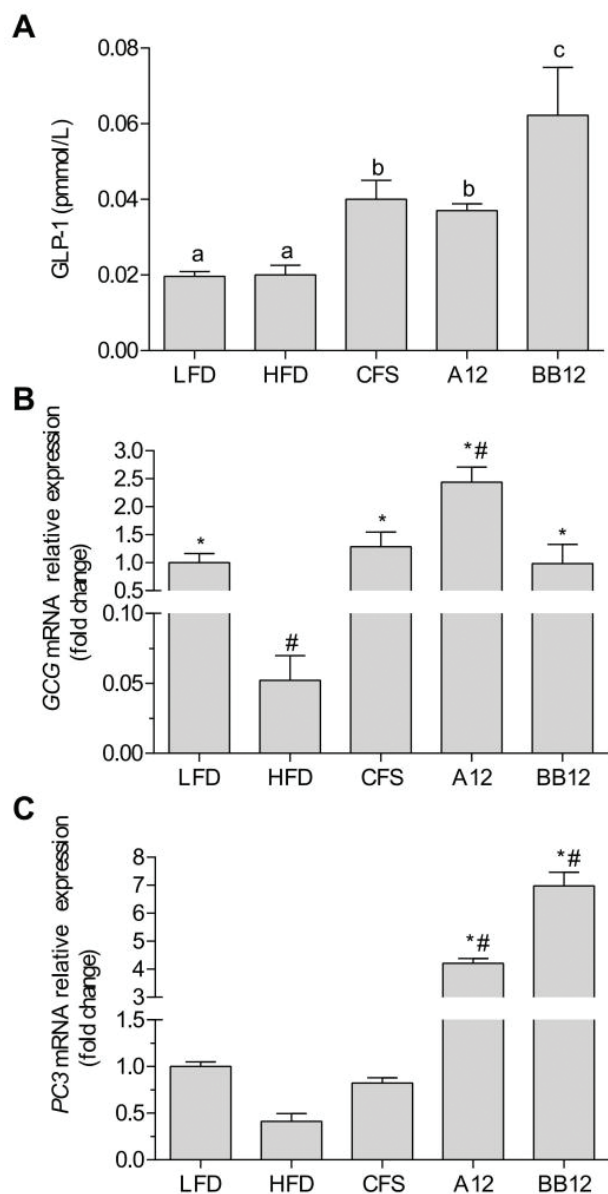 A
GLP-1 (pmmol/L)
0.08
0.06
0.04
0.02
0.00
a
a
b
b
c
LFD HFD CFS A12 BB12
B
GCG mRNA relative expression
(fold change)
3.0
2.5
2.0
1.5
1.0
0.5
0.10
0.05
0.00
*
#
*
*#
*
LFD HFD CFS A12 BB12
C
PC3 mRNA relative expression
(fold change)
8
7
6
5
4
3
1.5
1.0
0.5
0.0
*#
*#
LFD HFD CFS A12 BB12